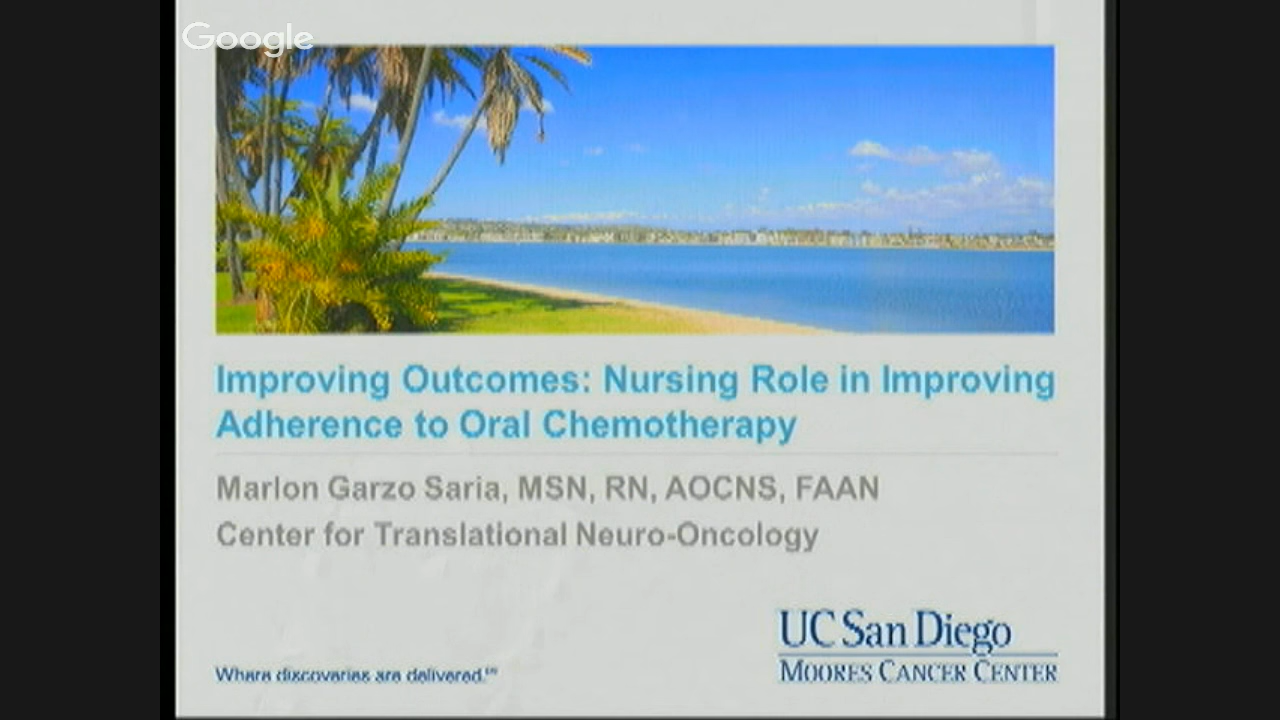 Google
Improving Outcomes: Nursing Role in Improving
Adherence to Oral Chemotherapy
Marlon Garzo Saria, MSN, RN, AOCNS, FAAN
Center for Translational Neuro-Oncology
UC San Diego
MOORES CANCER CENTER
Where discoveries are delivered.℠